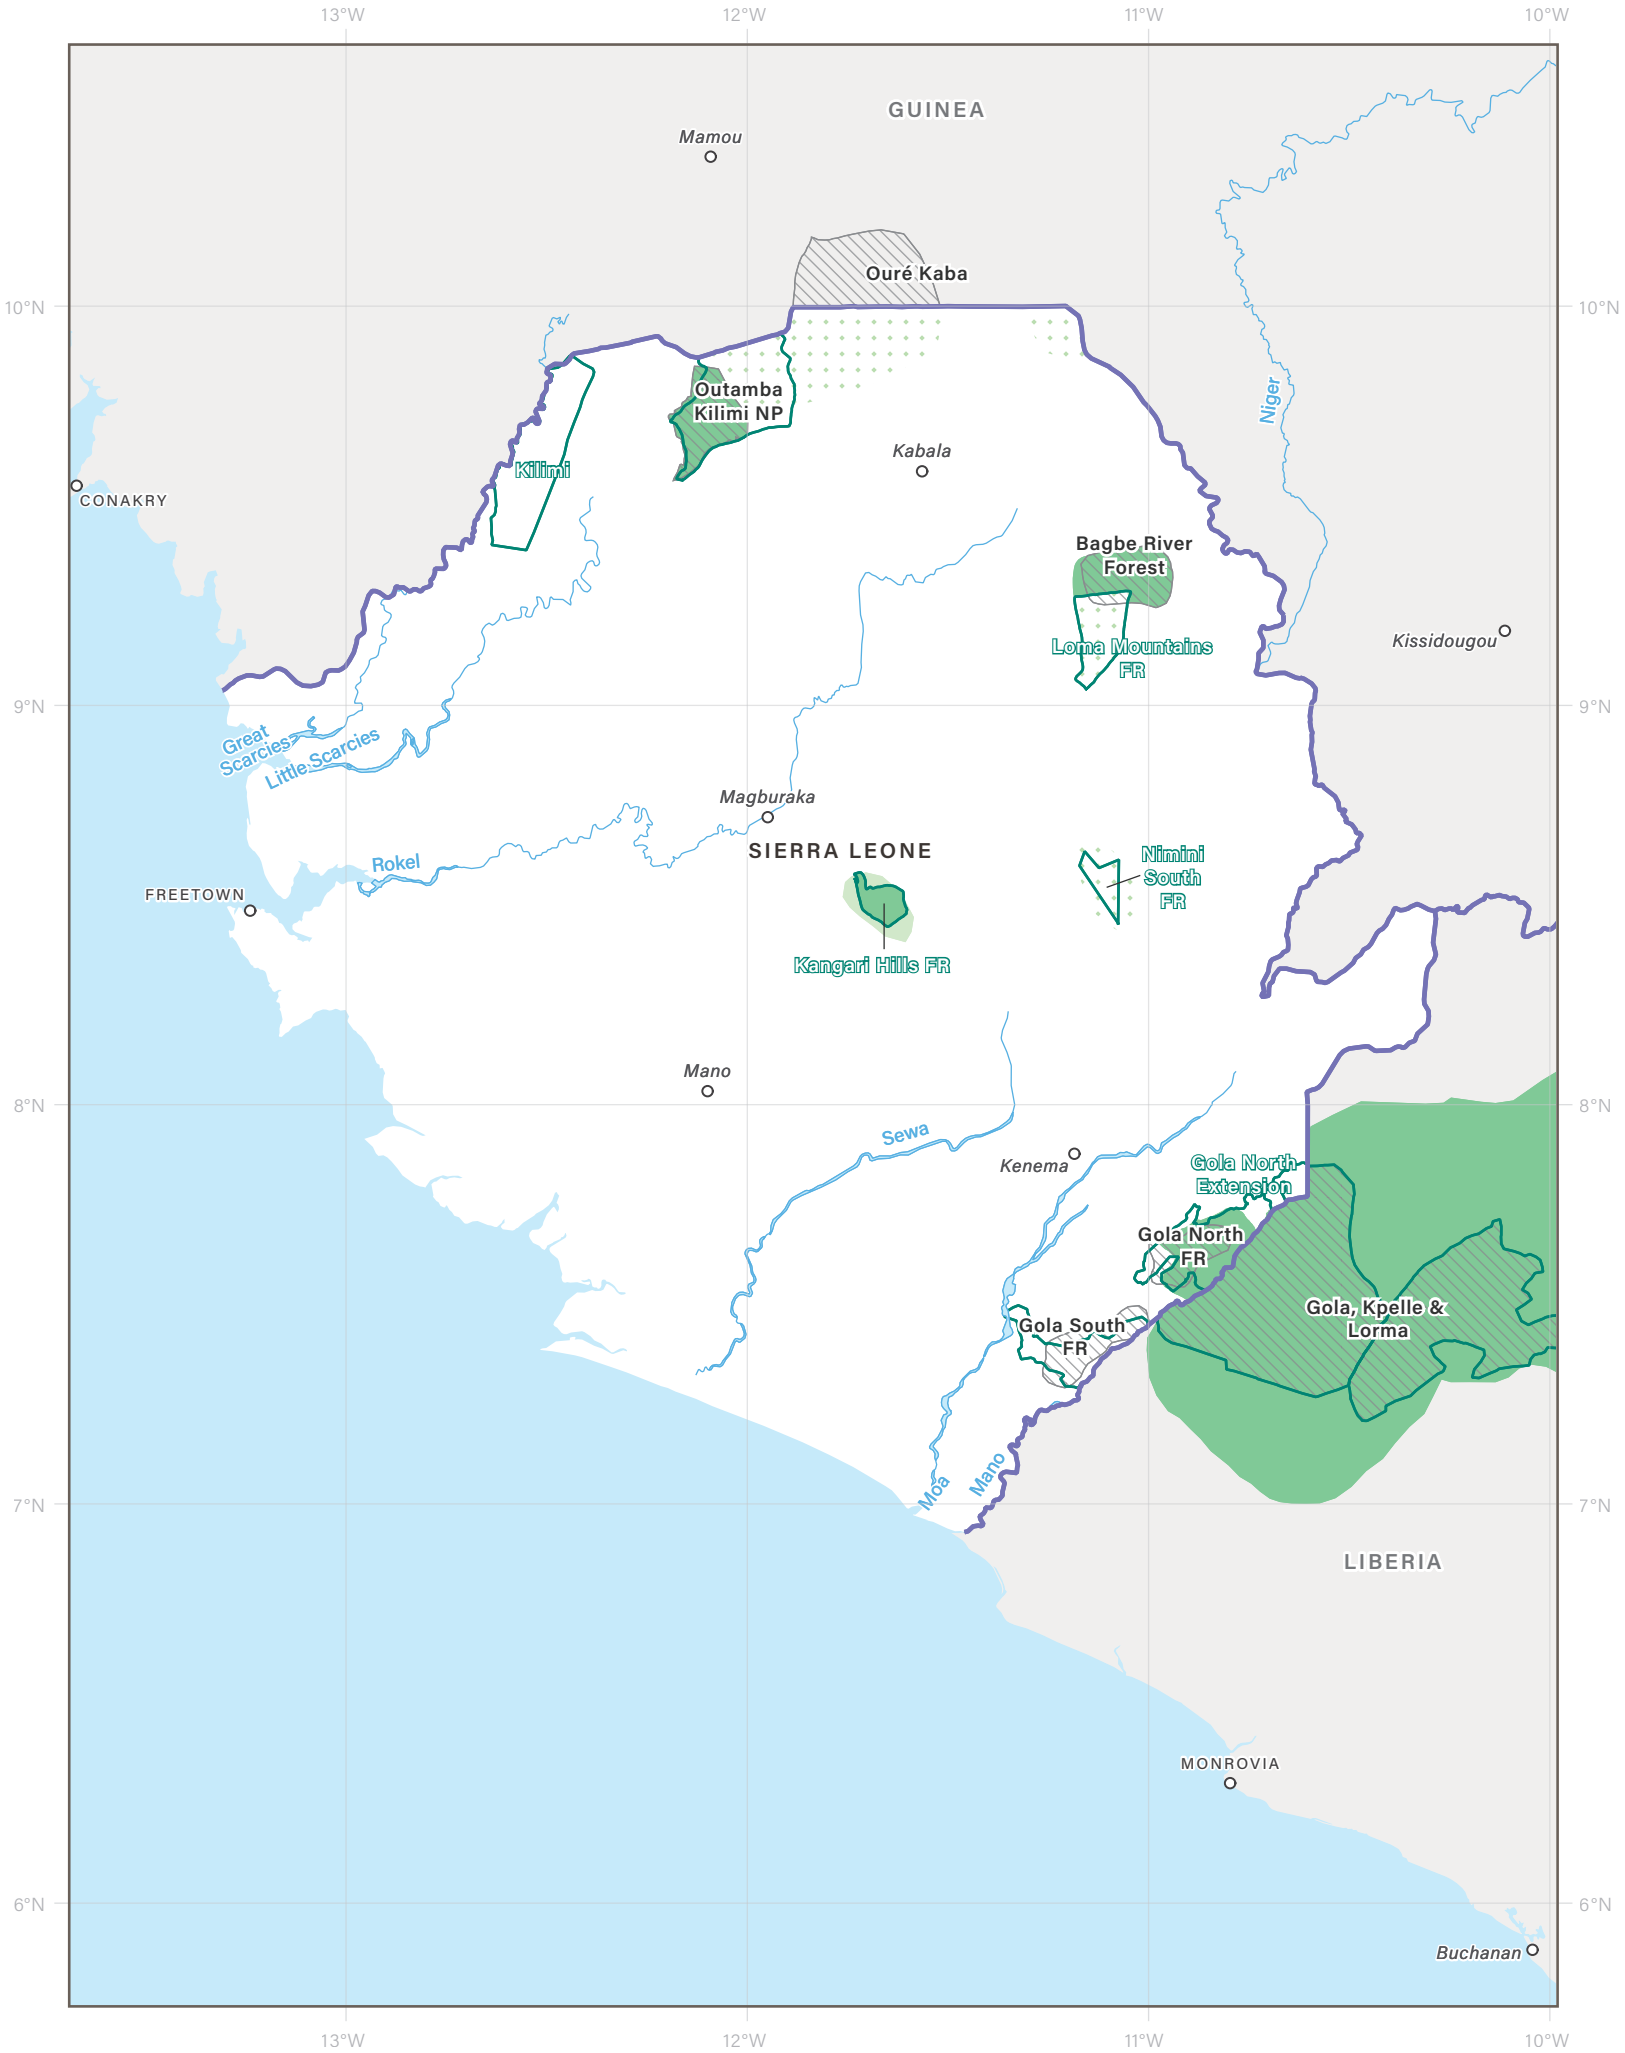 13°W
12°W
11°W
10°W
GUINEA
Mamou
Ouré Kaba
10°N
10°N
Niger
Outamba
Kilimi NP
Kabala
Kilimi
CONAKRY
Bagbe River
Forest
Kissidougou
Loma Mountains
FR
9°N
9°N
Great
Scarcies
Little Scarcies
Magburaka
SIERRA LEONE
Rokel
Nimini
South
FR
FREETOWN
Kangari Hills FR
Mano
8°N
8°N
Sewa
Kenema
Gola North
Extension
Gola North
FR
Gola, Kpelle &
Lorma
Gola South
FR
Moa
Mano
7°N
7°N
LIBERIA
MONROVIA
6°N
6°N
Buchanan
13°W
12°W
11°W
10°W